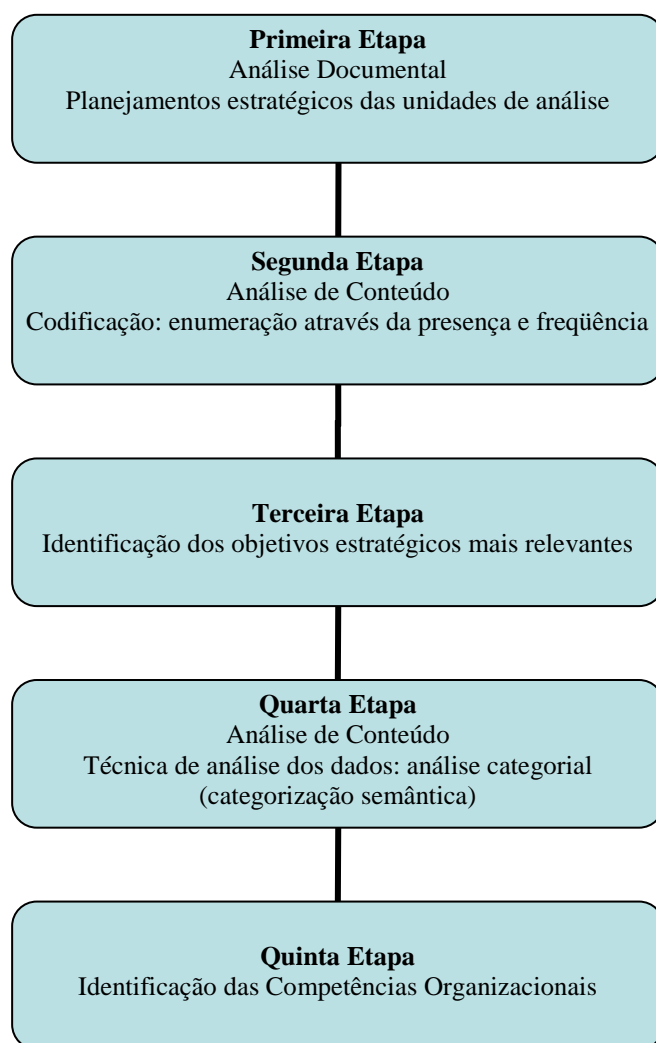 Primeira Etapa
Análise Documental
Planejamentos estratégicos das unidades de análise
Segunda Etapa
Análise de Conteúdo
Codificação: enumeração através da presença e freqüência
Terceira Etapa
Identificação dos objetivos estratégicos mais relevantes
Quarta Etapa
Análise de Conteúdo
Técnica de análise dos dados: análise categorial
(categorização semântica)
Quinta Etapa
Identificação das Competências Organizacionais